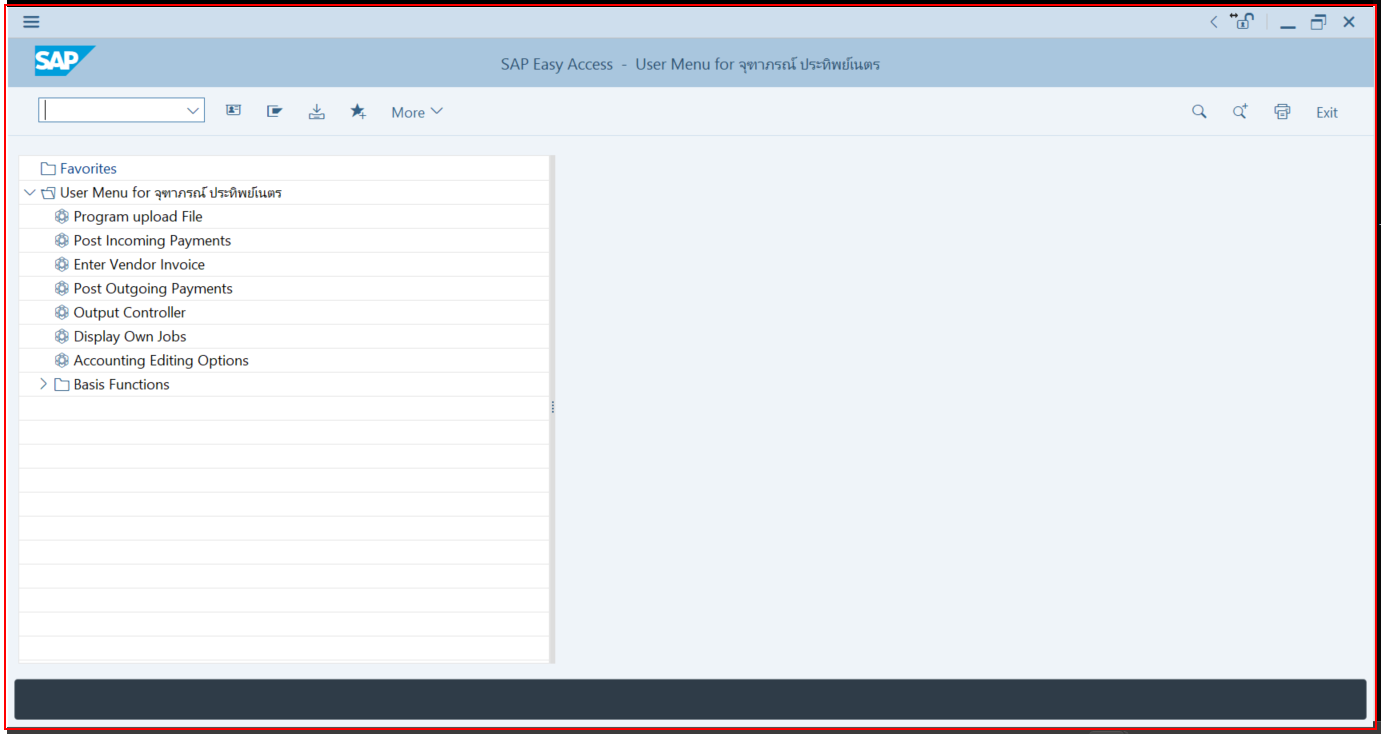 SAP
SAP Easy Access - User Menu for จุฑาภรณ์ ประทิพย์เนตร
More
Exit
Favorites
User Menu for จุฑาภรณ์ ประทิพย์เนตร
Program upload File
Post Incoming Payments
Enter Vendor Invoice
Post Outgoing Payments
Output Controller
Display Own Jobs
Accounting Editing Options
Basis Functions